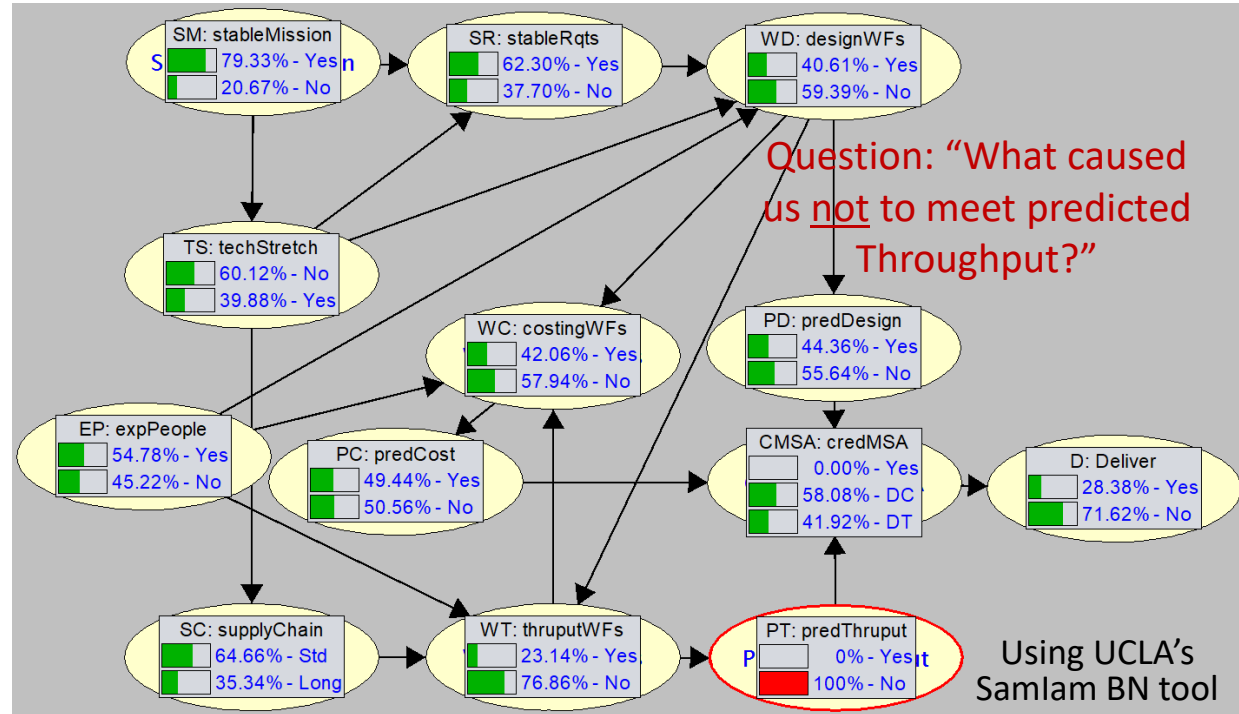 SM: stableMission
S
79.33% - Yes
n
20.67% - No
SR: stableRqts
62.30% - Yes
37.70% - No
WD: designWFs
40.61% - Yes
59.39% - No
Question: “What caused
us not to meet predicted
Throughput?”
TS: techStretch
60.12% - No
39.88% - Yes
WC: costingWFs
42.06% - Yes
57.94% - No
PD: predDesign
44.36% - Yes
55.64% - No
EP: expPeople
54.78% - Yes
45.22% - No
PC: predCost
49.44% - Yes
50.56% - No
CMSA: credMSA
0.00% - Yes
58.08% - DC
41.92% - DT
D: Deliver
28.38% - Yes
71.62% - No
SC: supplyChain
64.66% - Std
35.34% - Long
WT: thruputWFs
23.14% - Yes
76.86% - No
PT: predThruput
P
0% - Yes
ut
100% - No
Using UCLA’s
SamIam BN tool